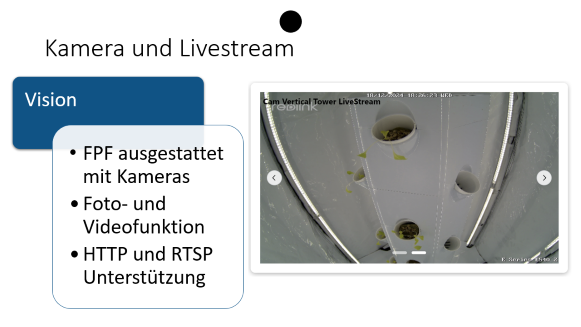 Kamera und Livestream
Vision
• FPF ausgestattet
mit Kameras
• Foto- und
Videofunktion
• HTTP und RTSP
Unterstützung
Cam Vertical Tower LiveStream
reolink